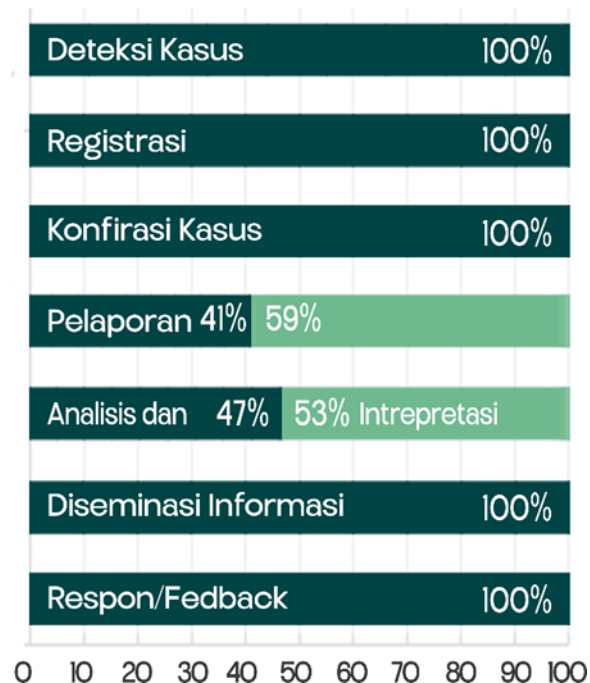 Deteksi Kasus 100%
Registrasi 100%
Konfirasi Kasus 100%
Pelaporan 41% 59%
Analisis dan 47% 53% Intrepretasi
Diseminasi Informasi 100%
Respon/Fedback 100%
0 10 20 30 40 50 60 70 80 90 100